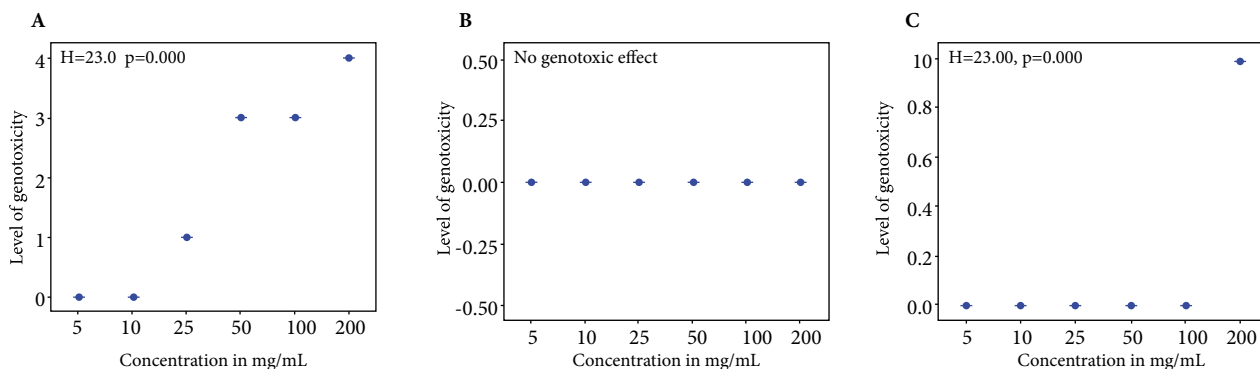 A
H=23.0 p=0.000
Level of genotoxicity
4
3
2
1
0
5 10 25 50 100 200
Concentration in mg/mL
B
No genotoxic effect
Level of genotoxicity
0.50
0.25
0.00
-0.25
-0.50
5 10 25 50 100 200
Concentration in mg/mL
C
H=23.00, p=0.000
Level of genotoxicity
10
0.8
0.6
0.4
0.2
0.0
5 10 25 50 100 200
Concentration in mg/mL